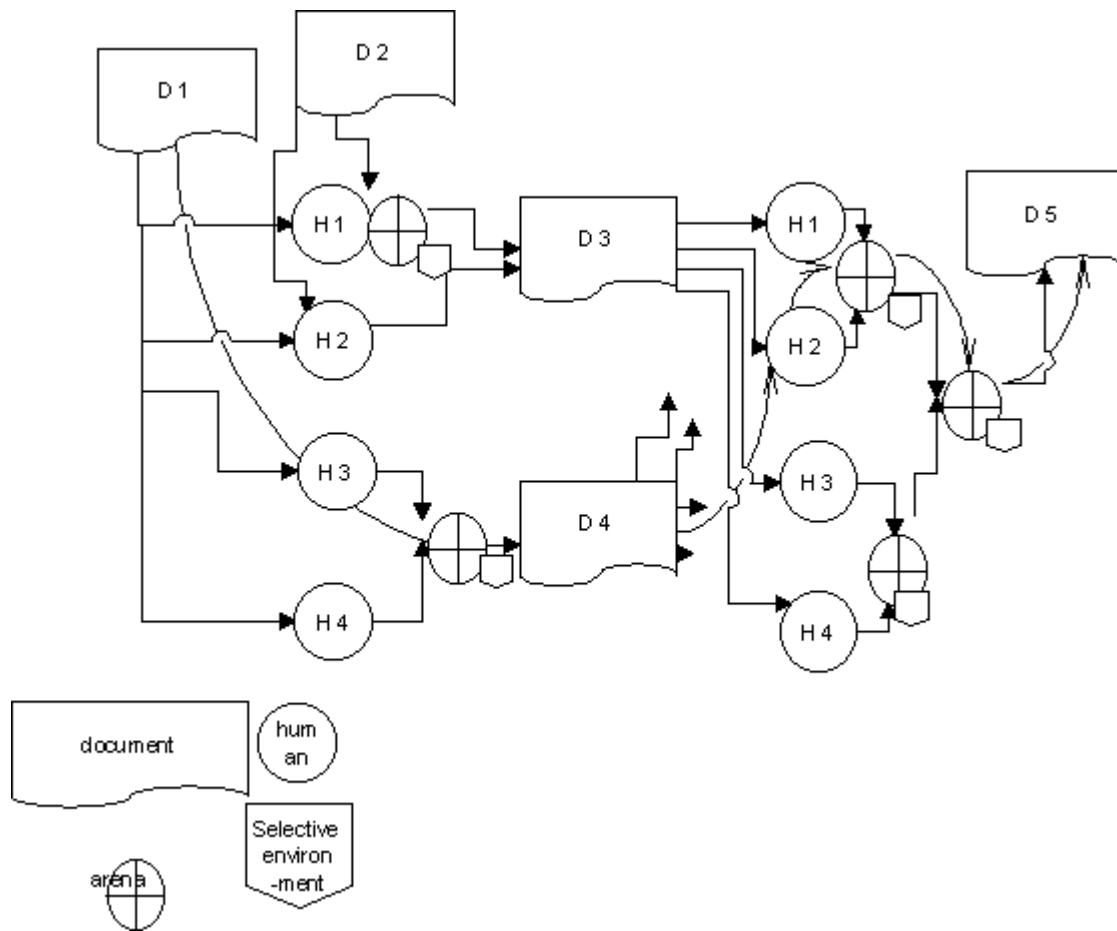 D 1
D 2
H 1
D 3
H 1
D 5
H 2
H 2
H 3
D 4
H 3
H 4
H 4
document
hum
an
Selective
environ
-ment
arena